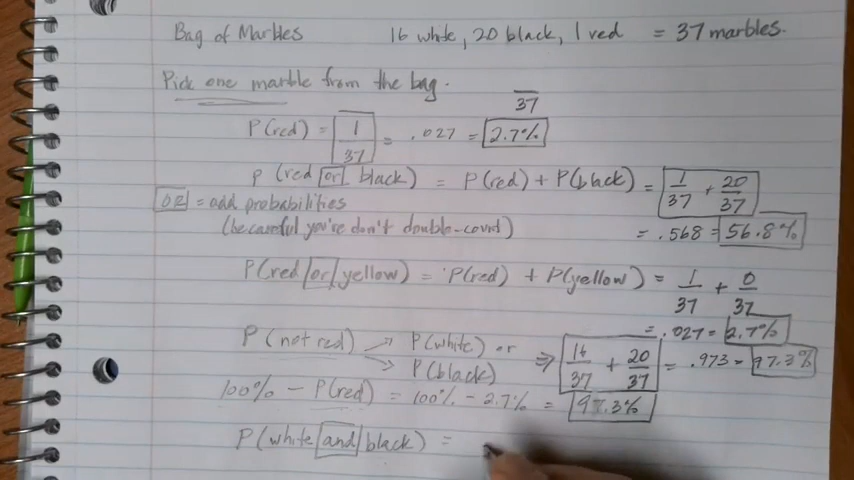 Bag of Marbles 16 white, 20 black, 1 red = 37 marbles.
Pick one marble from the bag.
37
P(red) = 1/37 = .027 = 2.7%
P(red or black) = P(red) + P(black) = 1/37 + 20/37
OR = add probabilities
(be careful you're don't double-count) = .568 = 56.8%
P(red or yellow) = P(red) + P(yellow) = 1/37 + 0/37
= .027 = 2.7%
P(not red) → P(white) or ⇒ 16/37 + 20/37 = .973 = 97.3%
→ P(black)
100% - P(red) = 100% - 2.7% = 97.3%
P(white and black) =